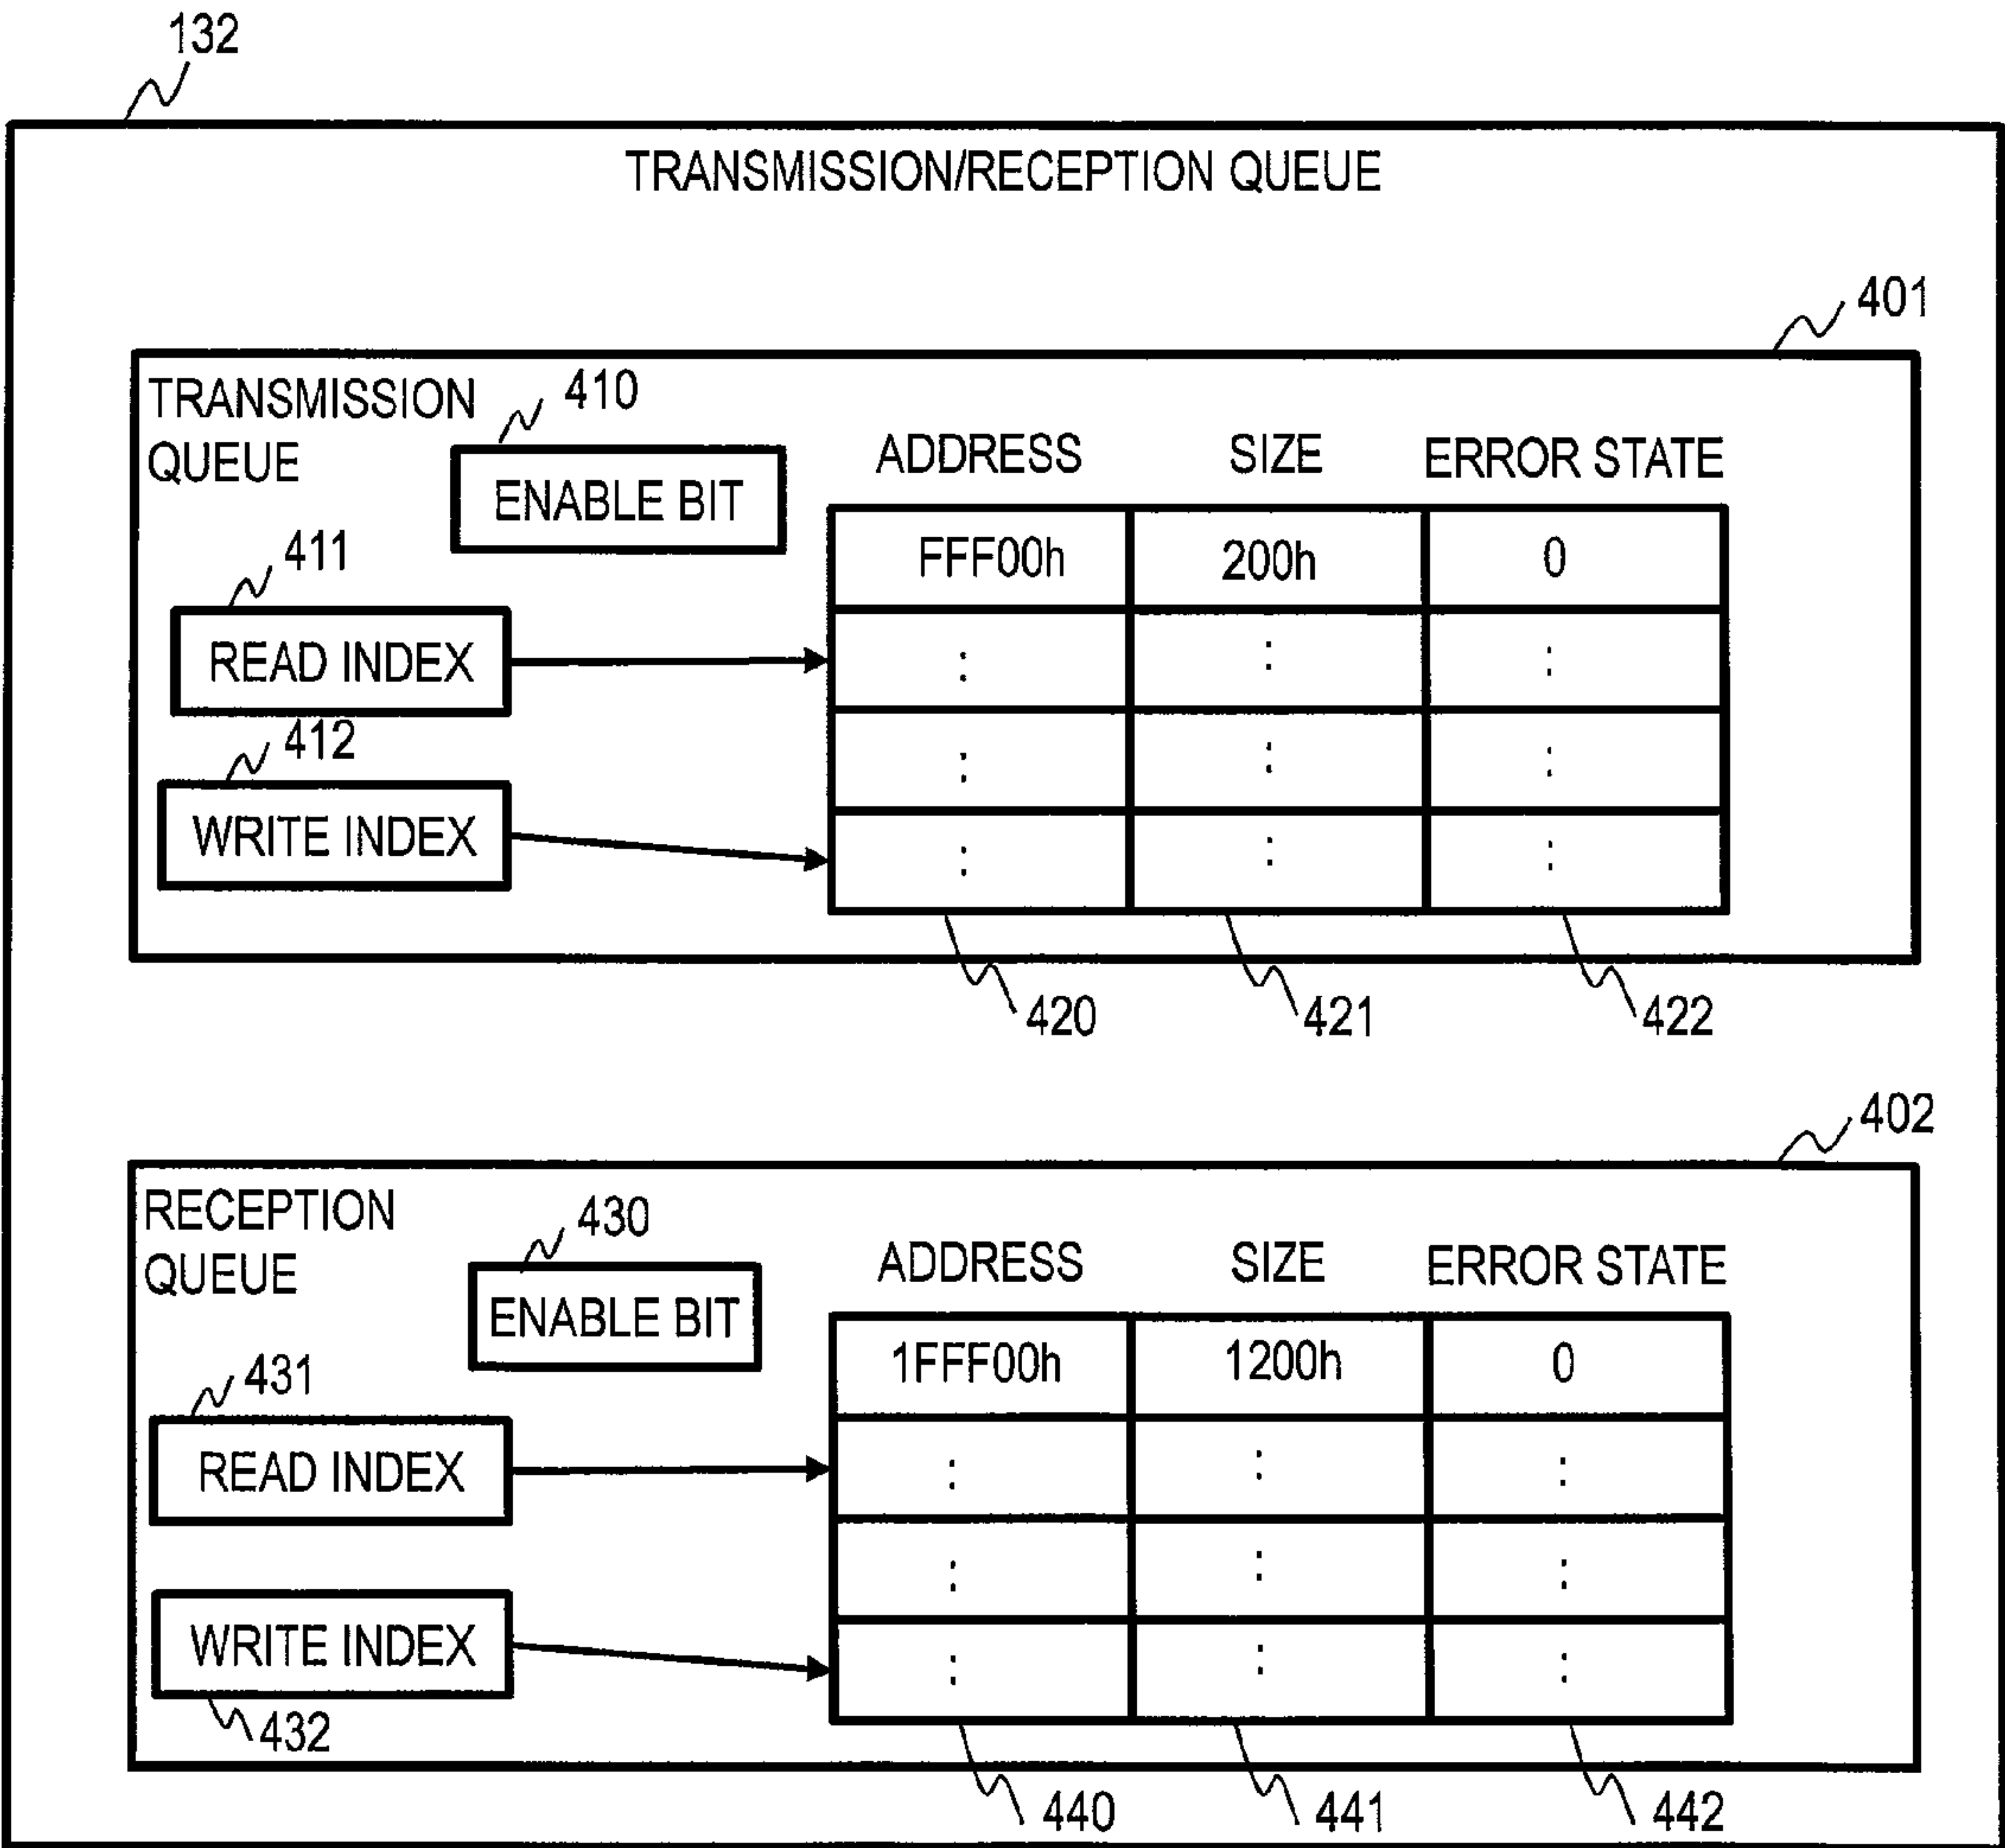 132
TRANSMISSION/RECEPTION QUEUE
401
TRANSMISSION
QUEUE
410
ENABLE BIT
ADDRESS SIZE ERROR STATE
FFF00h 200h 0
411
READ INDEX
: : :
: : :
412
WRITE INDEX
: : :
420 421 422
402
RECEPTION
QUEUE
430
ENABLE BIT
ADDRESS SIZE ERROR STATE
1FFF00h 1200h 0
431
READ INDEX
: : :
: : :
WRITE INDEX
: : :
432
440 441 442